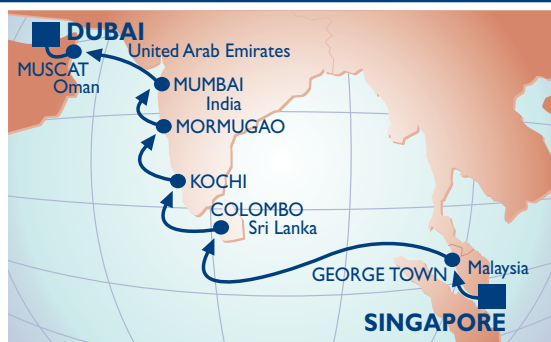 DUBAI
United Arab Emirates
MUSCAT
Oman
MUMBAI
India
MORMUGAO
KOCHI
COLOMBO
Sri Lanka
GEORGE TOWN
Malaysia
SINGAPORE